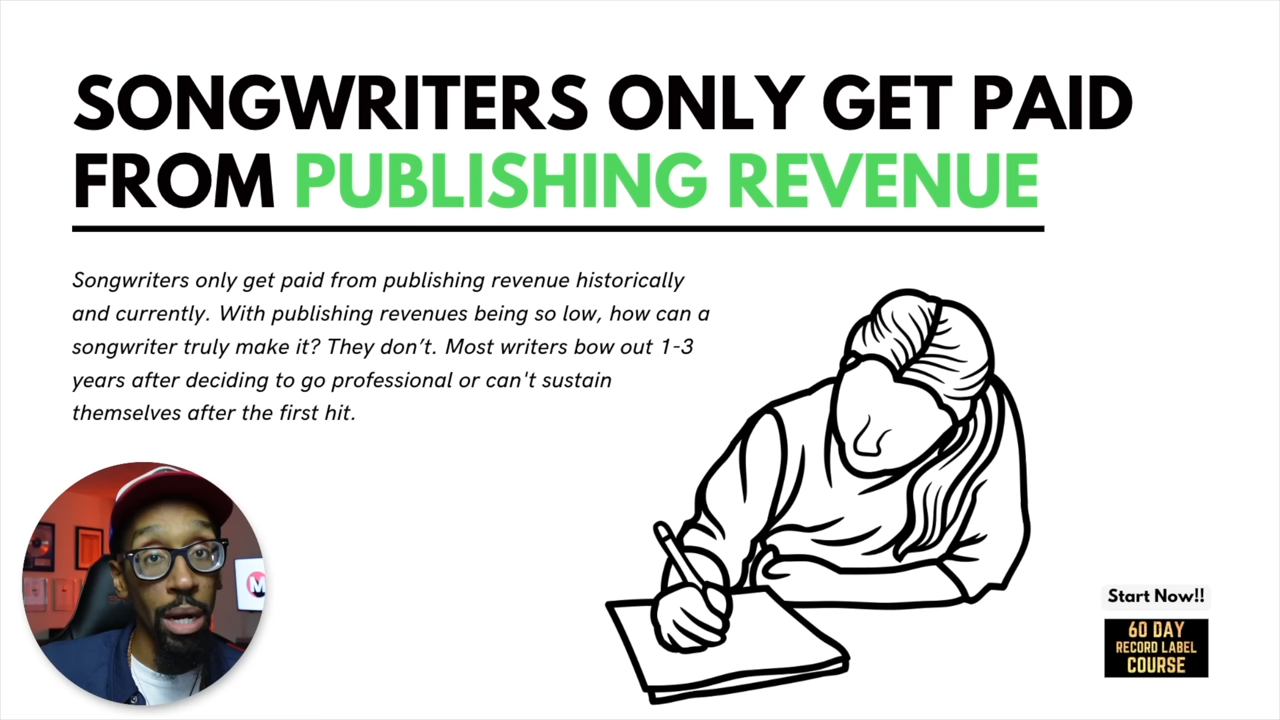 SONGWRITERS ONLY GET PAID
FROM PUBLISHING REVENUE
Songwriters only get paid from publishing revenue historically
and currently. With publishing revenues being so low, how can a
songwriter truly make it? They don’t. Most writers bow out 1-3
years after deciding to go professional or can't sustain
themselves after the first hit.
M
Start Now!!
60 DAY
RECORD LABEL
COURSE